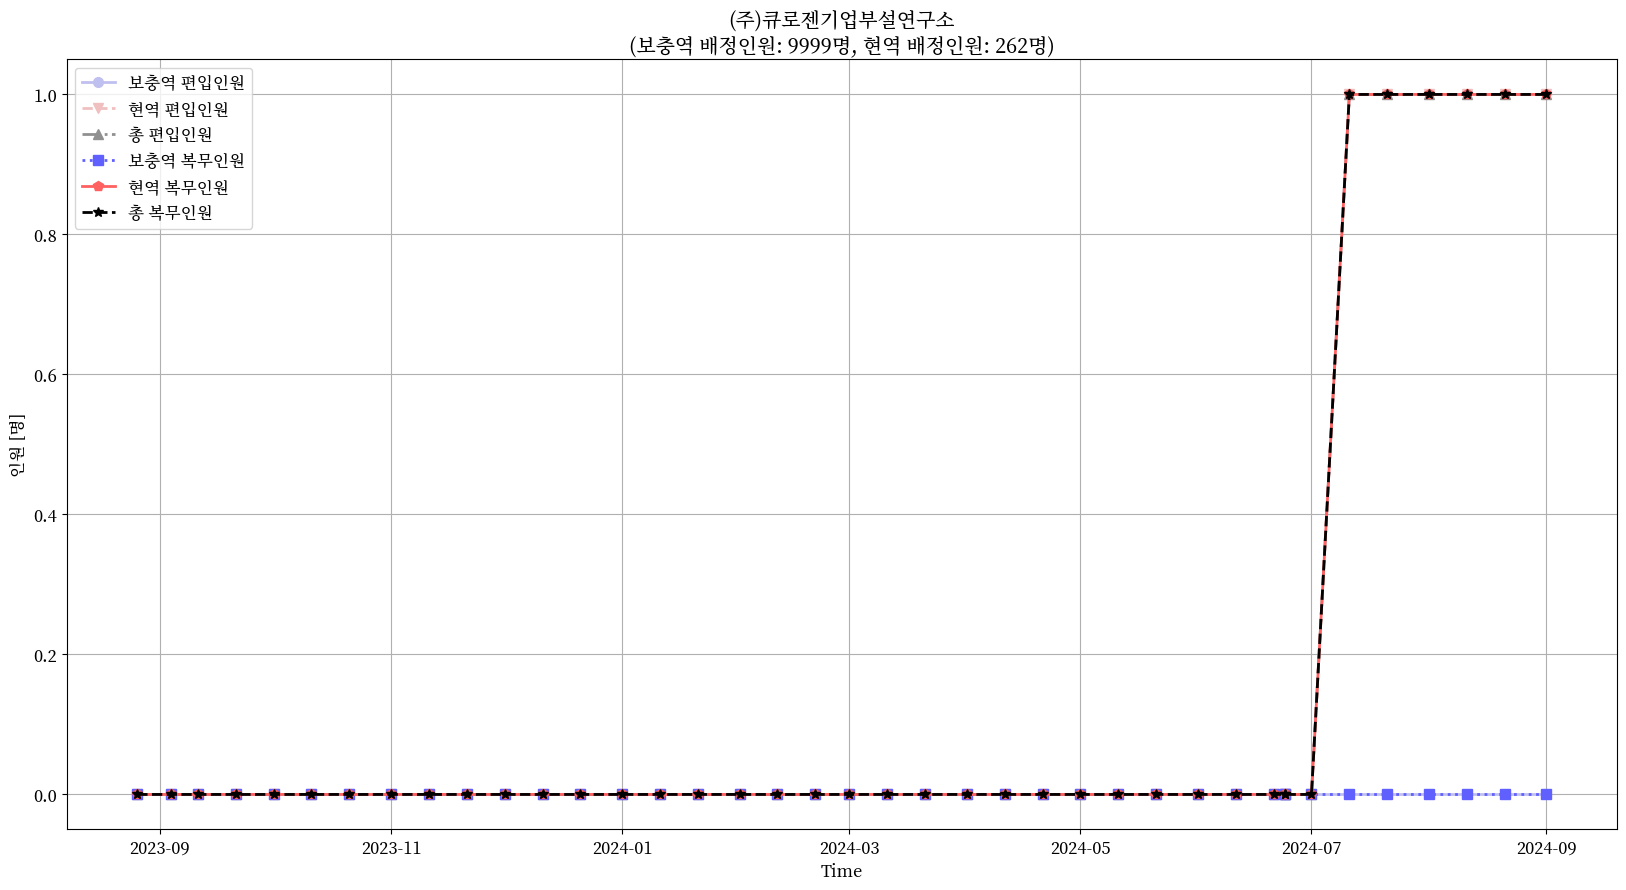 (주)큐로젠기업부설연구소
(보충역 배정인원: 9999명, 현역 배정인원: 262명)
보충역 편입인원
현역 편입인원
총 편입인원
보충역 복무인원
현역 복무인원
총 복무인원
1.0
0.8
0.6
0.4
0.2
0.0
인원 [명]
2023-09
2023-11
2024-01
2024-03
2024-05
2024-07
2024-09
Time